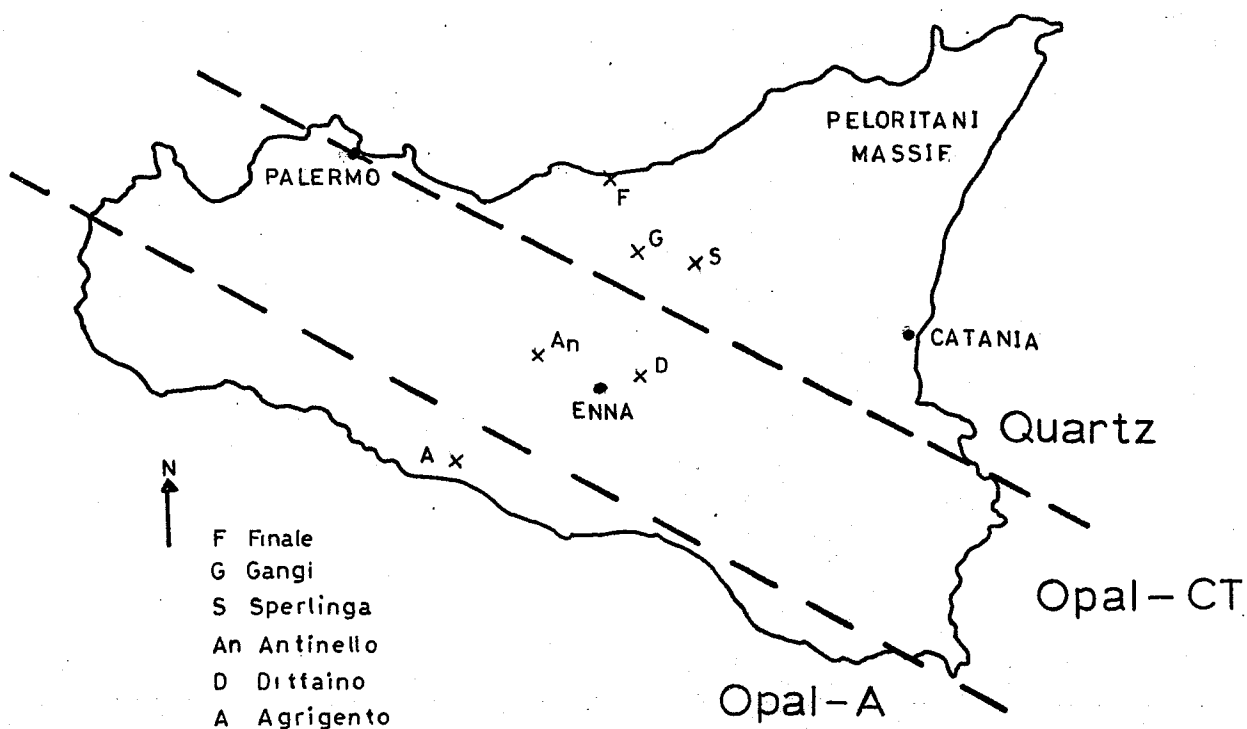 PELORITANI
MASSIF
PALERMO
F
G
S
An
D
CATANIA
ENNA
Quartz
A
N
F Finale
G Gangi
S Sperlinga
An Antinello
D Dittaino
A Agrigento
Opal-CT
Opal-A